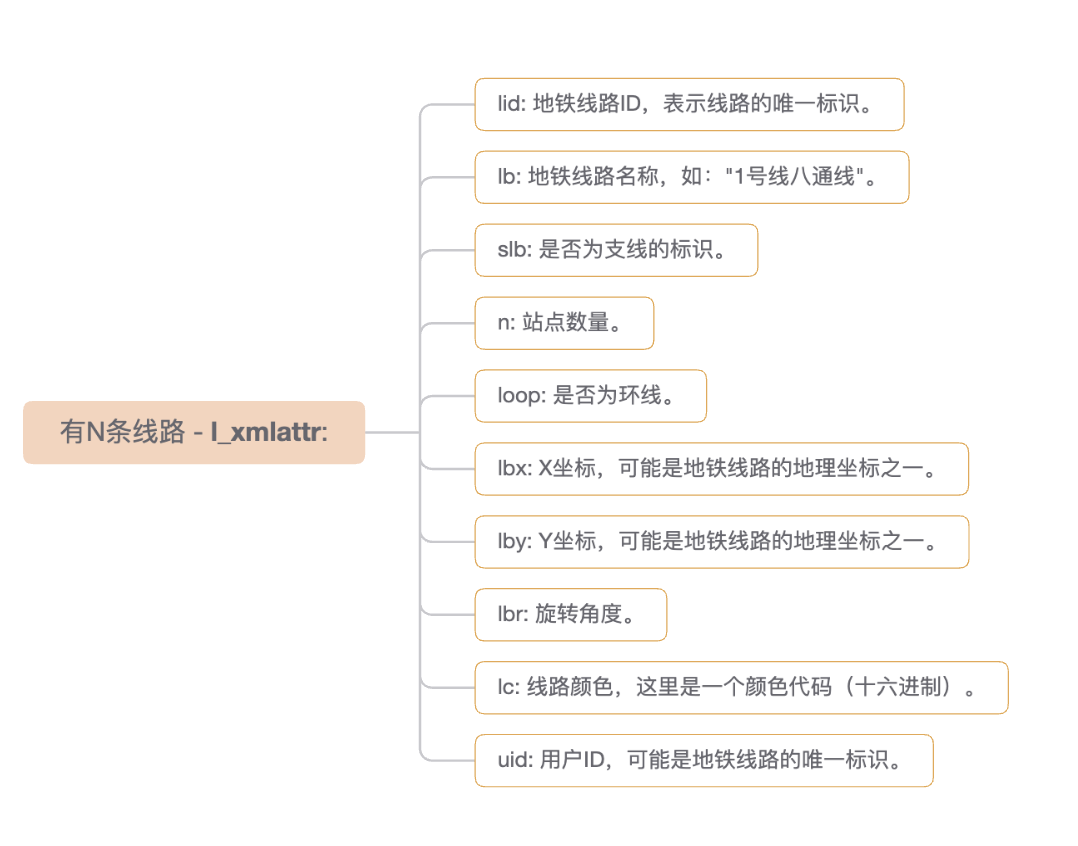 lid: 地铁线路ID，表示线路的唯一标识。
lb: 地铁线路名称，如："1号线八通线"。
slb: 是否为支线的标识。
n: 站点数量。
loop: 是否为环线。
有N条线路 - l_xmlattr:
lbx: X坐标，可能是地铁线路的地理坐标之一。
lby: Y坐标，可能是地铁线路的地理坐标之一。
lbr: 旋转角度。
lc: 线路颜色，这里是一个颜色代码（十六进制）。
uid: 用户ID，可能是地铁线路的唯一标识。